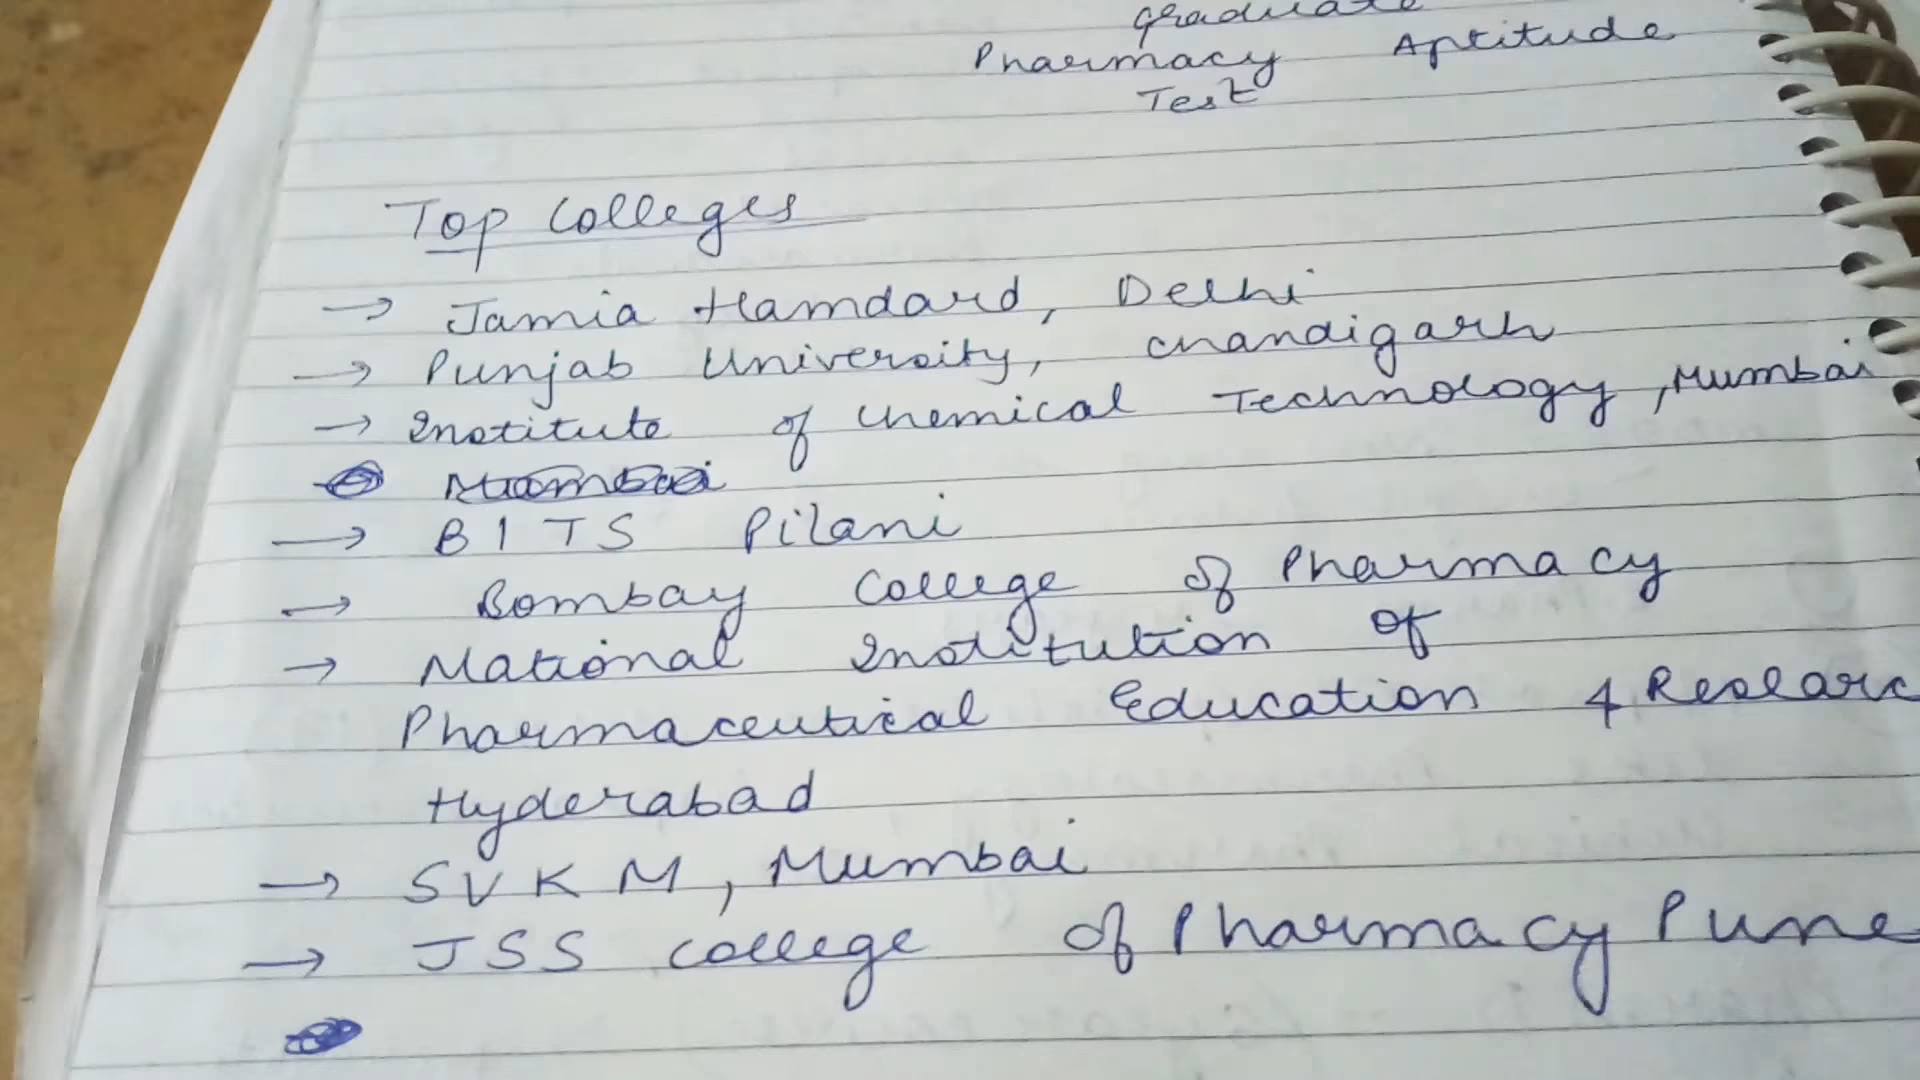 graduate
Pharmacy Aptitude
Test
Top Colleges
→ Jamia Hamdard, Delhi
→ Punjab University, Chandigarh
→ Institute of Chemical Technology, Mumbai
Mumbai
→ BITS Pilani
→ Bombay College of Pharmacy
→ National Institution of
Pharmaceutical Education & Researc
Hyderabad
→ SVKM, Mumbai
→ JSS College of Pharmacy Pune